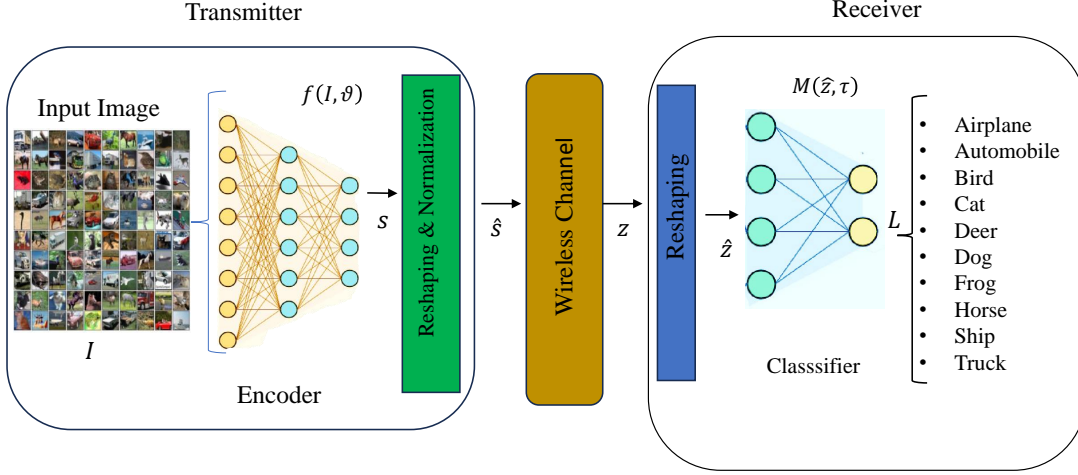 Transmitter
Receiver
Input Image
I
f(I, ϑ)
Encoder
s
Reshaping & Normalization
ŝ
Wireless Channel
z
Reshaping
ẑ
M(ẑ, τ)
Classsifier
L
• Airplane
• Automobile
• Bird
• Cat
• Deer
• Dog
• Frog
• Horse
• Ship
• Truck